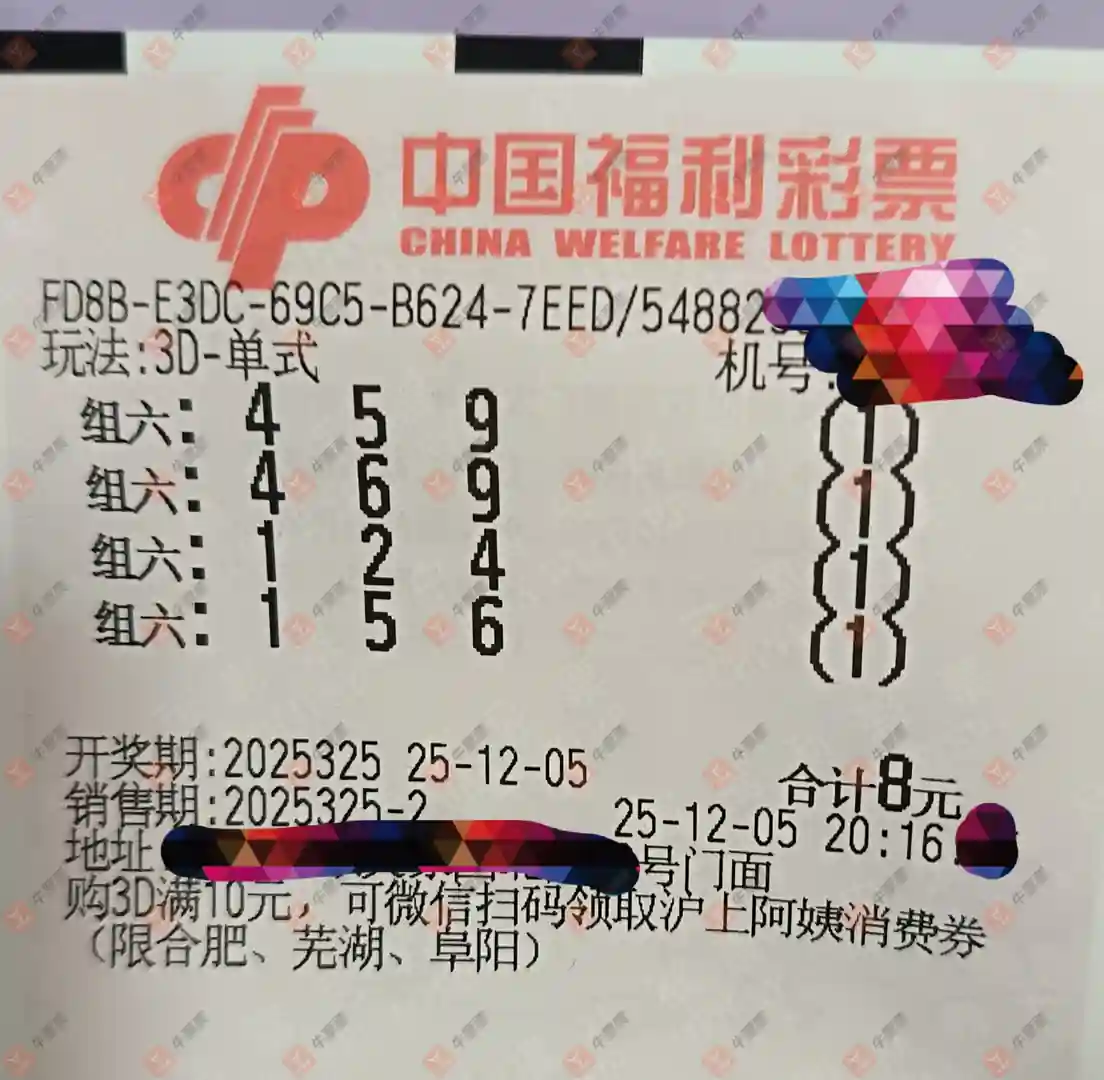 中国福利彩票
CHINA WELFARE LOTTERY
FD8B-E3DC-69C5-B624-7EED/54882
玩法:3D-单式 机号:
组六: 4 5 9 (1)
组六: 4 6 9 (1)
组六: 1 2 4 (1)
组六: 1 5 6 (1)
开奖期:2025325 25-12-05 合计8元
销售期:2025325-2 25-12-05 20:16
地址 号门面
购3D满10元，可微信扫码领取沪上阿姨消费券
（限合肥、芜湖、阜阳）